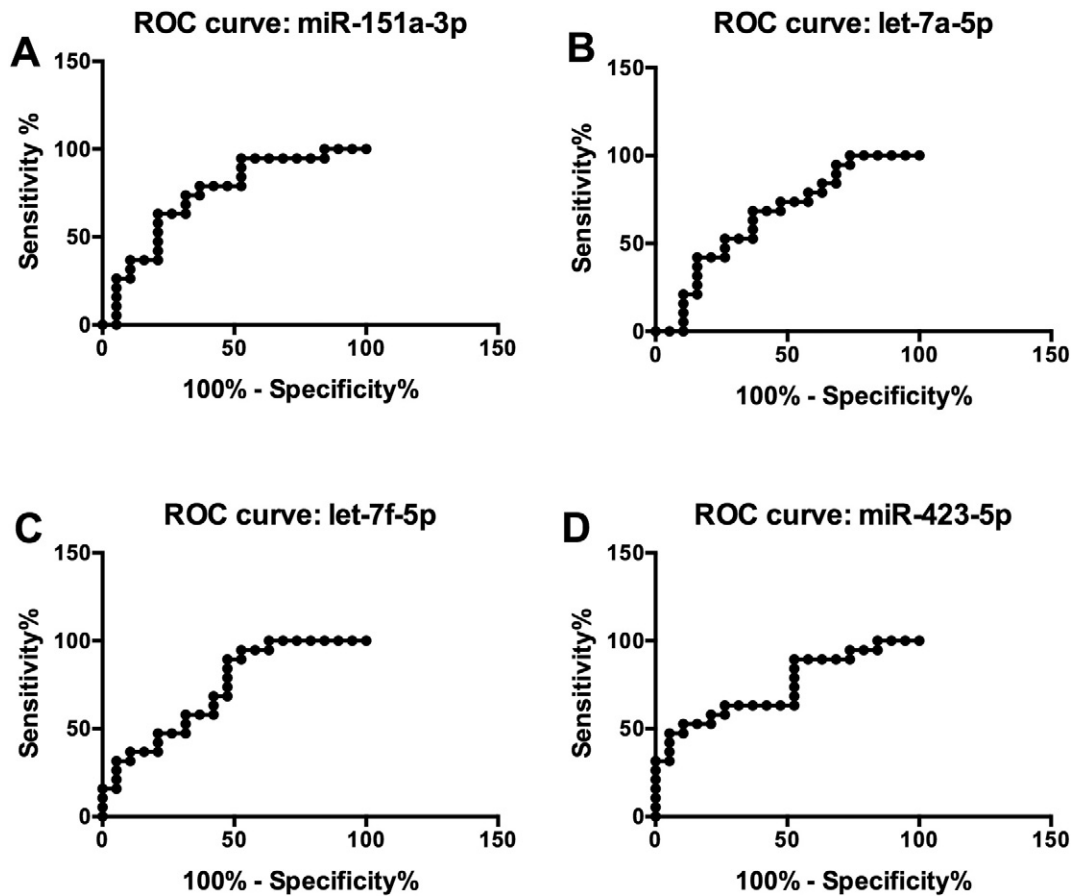 A
ROC curve: miR-151a-3p
Sensitivity %
150
100
50
0
0 50 100 150
100% - Specificity%
B
ROC curve: let-7a-5p
Sensitivity%
150
100
50
0
0 50 100 150
100% - Specificity%
C
ROC curve: let-7f-5p
Sensitivity%
150
100
50
0
0 50 100 150
100% - Specificity%
D
ROC curve: miR-423-5p
Sensitivity%
150
100
50
0
0 50 100 150
100% - Specificity%